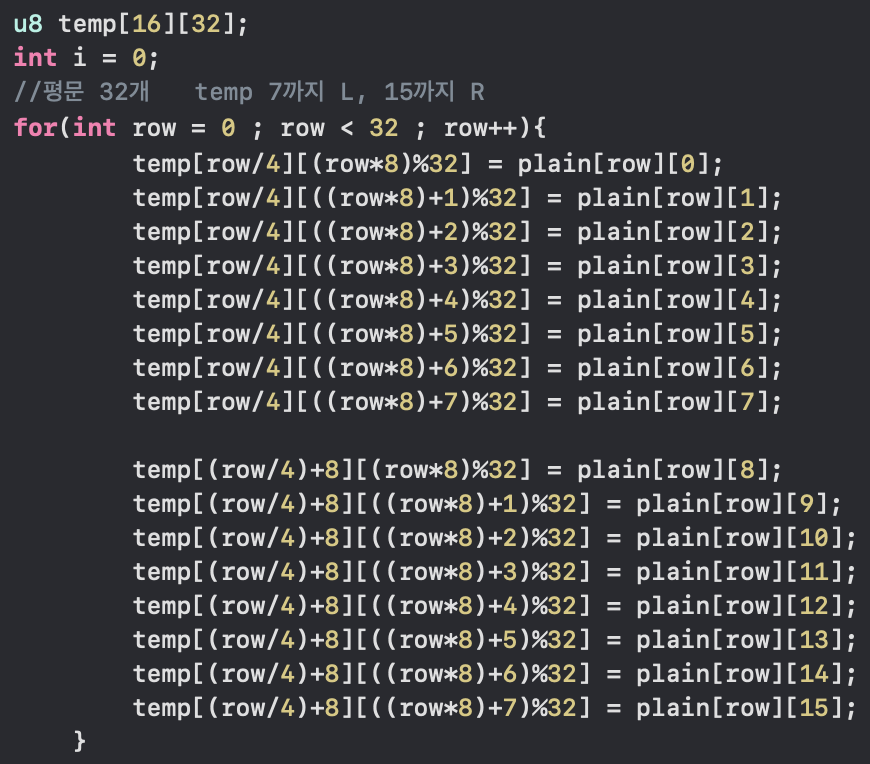 u8 temp[16][32];
int i = 0;
//평문 32개   temp 7까지 L, 15까지 R
for(int row = 0 ; row < 32 ; row++){
        temp[row/4][(row*8)%32] = plain[row][0];
        temp[row/4][((row*8)+1)%32] = plain[row][1];
        temp[row/4][((row*8)+2)%32] = plain[row][2];
        temp[row/4][((row*8)+3)%32] = plain[row][3];
        temp[row/4][((row*8)+4)%32] = plain[row][4];
        temp[row/4][((row*8)+5)%32] = plain[row][5];
        temp[row/4][((row*8)+6)%32] = plain[row][6];
        temp[row/4][((row*8)+7)%32] = plain[row][7];

        temp[(row/4)+8][(row*8)%32] = plain[row][8];
        temp[(row/4)+8][((row*8)+1)%32] = plain[row][9];
        temp[(row/4)+8][((row*8)+2)%32] = plain[row][10];
        temp[(row/4)+8][((row*8)+3)%32] = plain[row][11];
        temp[(row/4)+8][((row*8)+4)%32] = plain[row][12];
        temp[(row/4)+8][((row*8)+5)%32] = plain[row][13];
        temp[(row/4)+8][((row*8)+6)%32] = plain[row][14];
        temp[(row/4)+8][((row*8)+7)%32] = plain[row][15];
    }